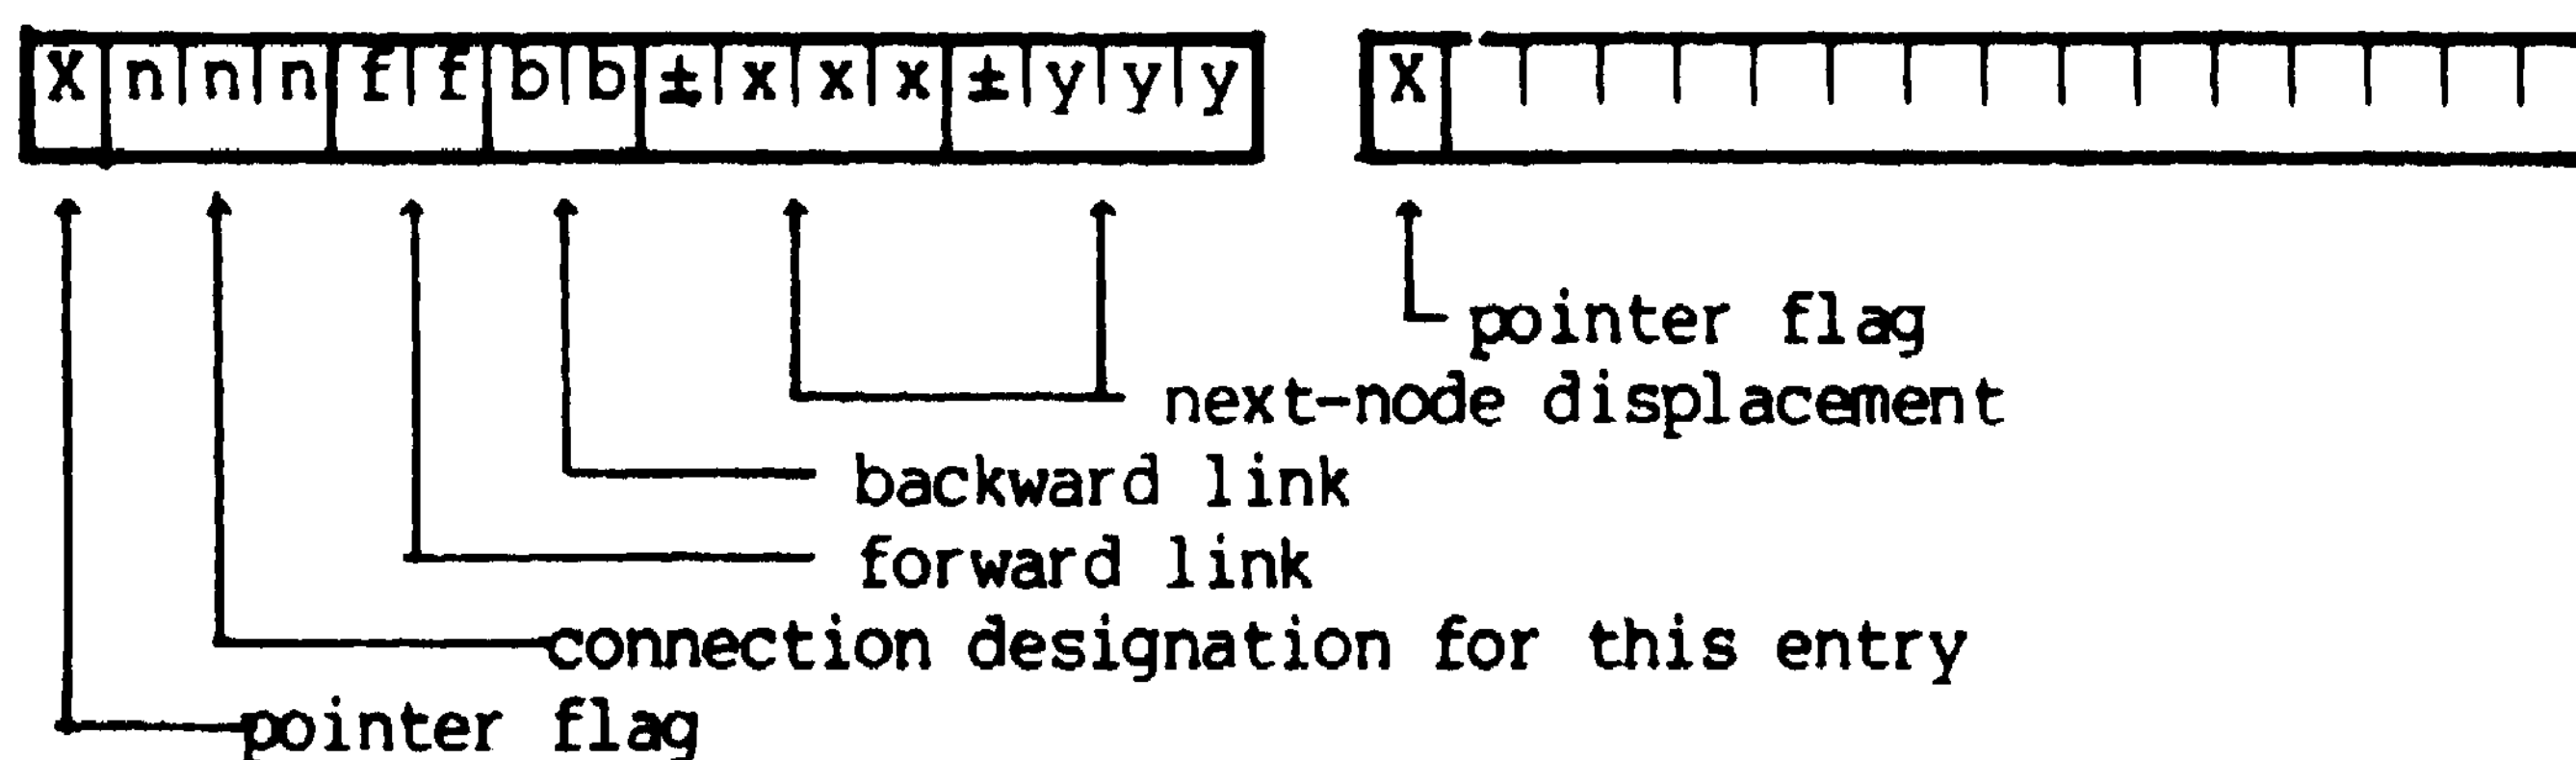 X n n n f f b b ± x x x ± y y y X
pointer flag
next-node displacement
backward link
forward link
connection designation for this entry
pointer flag